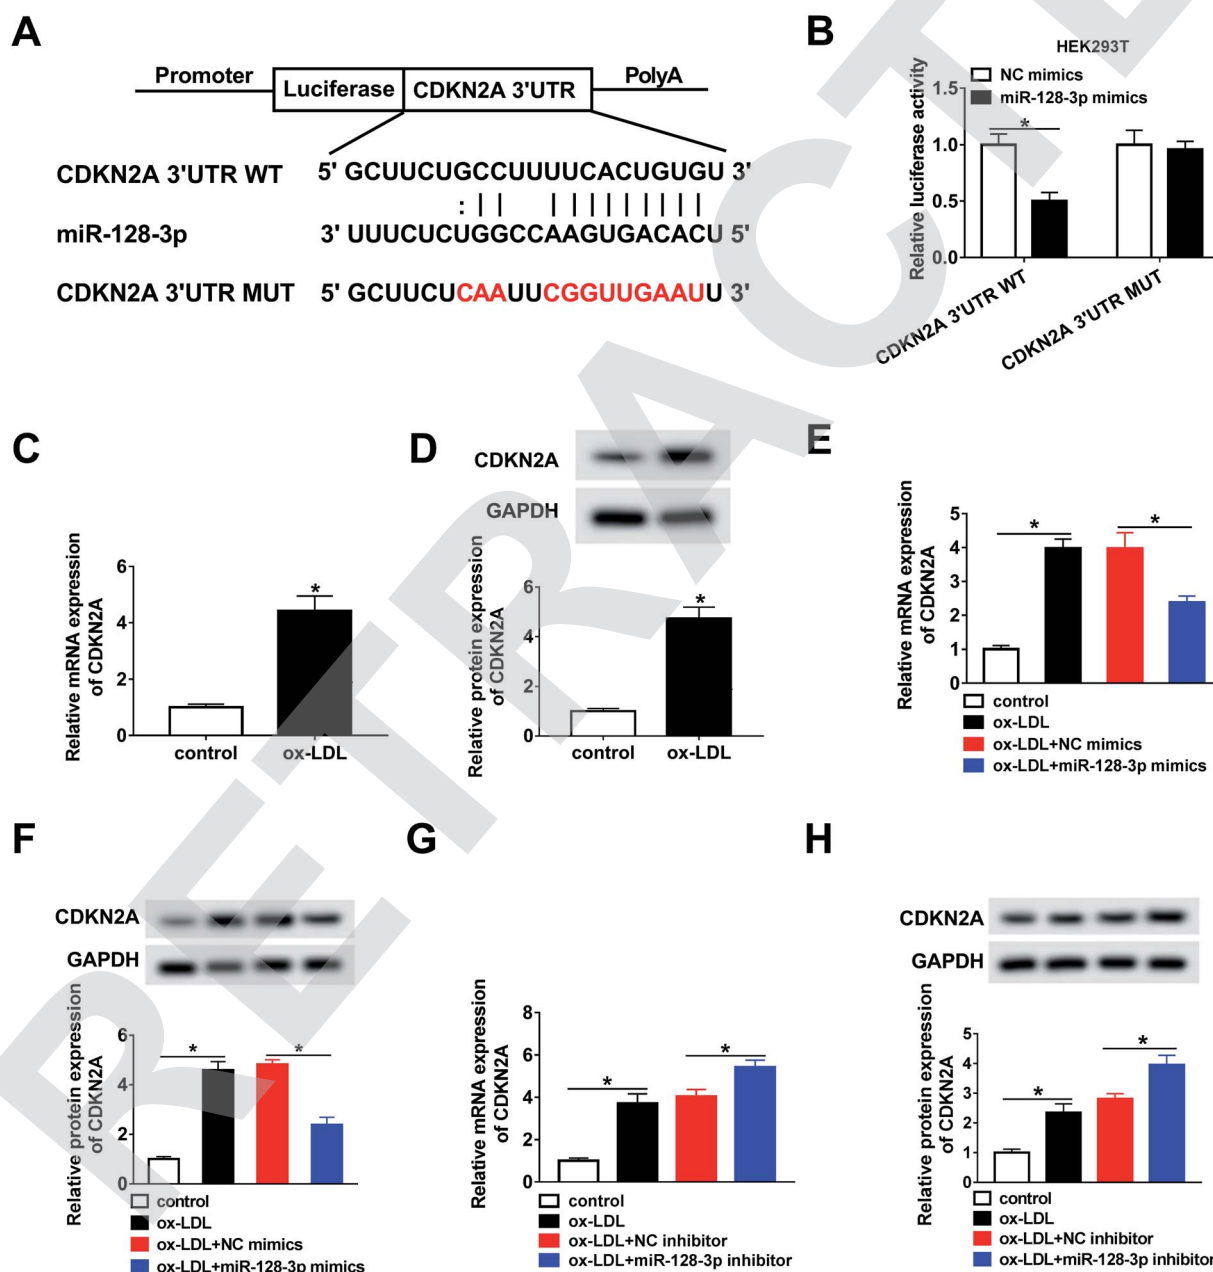 A
Promoter
Luciferase
CDKN2A 3'UTR
PolyA
CDKN2A 3'UTR WT 5' GCUUCUGCCUUUUCACUGUGU 3'
miR-128-3p 3' UUUCUCUGGCCAAGUGACACU 5'
CDKN2A 3'UTR MUT 5' GCUUCUCAAUUCGGUUGAAUU 3'
B
HEK293T
NC mimics
miR-128-3p mimics
Relative luciferase activity
1.5
1.0
0.5
0.0
*
CDKN2A 3'UTR WT
CDKN2A 3'UTR MUT
C
Relative mRNA expression
of CDKN2A
6
4
2
0
*
control
ox-LDL
D
CDKN2A
GAPDH
Relative protein expression
of CDKN2A
6
4
2
0
*
control
ox-LDL
E
Relative mRNA expression
of CDKN2A
5
4
3
2
1
0
*
*
control
ox-LDL
ox-LDL+NC mimics
ox-LDL+miR-128-3p mimics
F
CDKN2A
GAPDH
Relative protein expression
of CDKN2A
6
4
2
0
*
*
control
ox-LDL
ox-LDL+NC mimics
ox-LDL+miR-128-3p mimics
G
Relative mRNA expression
of CDKN2A
8
6
4
2
0
*
*
control
ox-LDL
ox-LDL+NC inhibitor
ox-LDL+miR-128-3p inhibitor
H
CDKN2A
GAPDH
Relative protein expression
of CDKN2A
5
4
3
2
1
0
*
*
control
ox-LDL
ox-LDL+NC inhibitor
ox-LDL+miR-128-3p inhibitor
RETRACTE